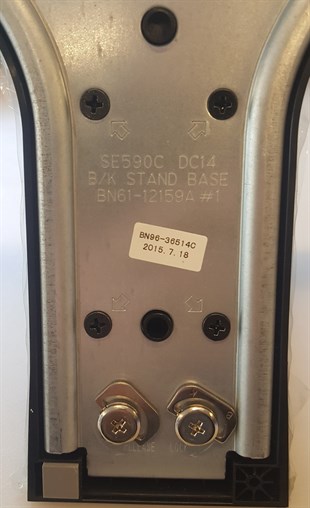 SE590C DC14
B/K STAND BASE
BN61-12159A #1
BN96-36514C
2015.7.18